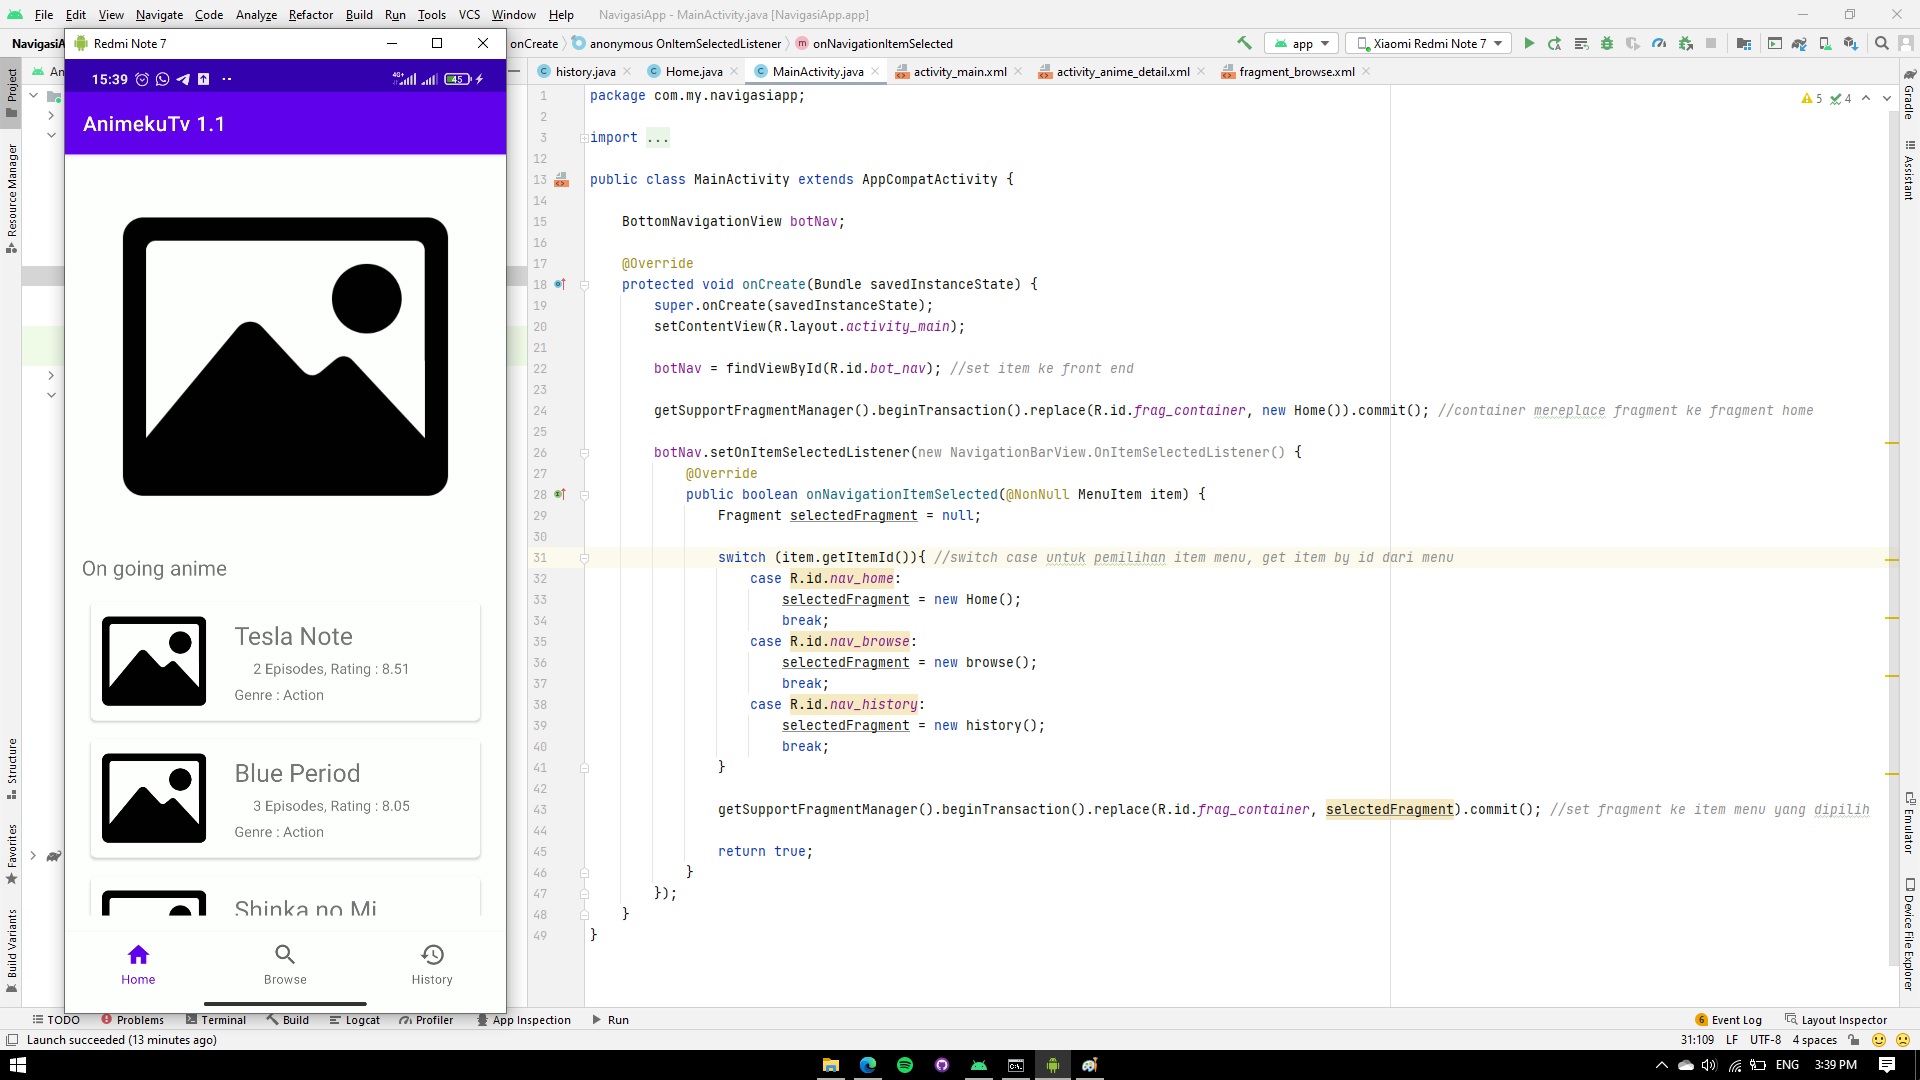 File Edit View Navigate Code Analyze Refactor Build Run Tools VCS Window Help NavigasiApp - MainActivity.java [NavigasiApp.app]
NavigasiA
Redmi Note 7
onCreate anonymous OnItemSelectedListener onNavigationItemSelected
app Xiaomi Redmi Note 7
An
history.java Home.java MainActivity.java activity_main.xml activity_anime_detail.xml fragment_browse.xml
15:39 4G+ 45
AnimekuTv 1.1
On going anime
Tesla Note
2 Episodes, Rating : 8.51
Genre : Action
Blue Period
3 Episodes, Rating : 8.05
Genre : Action
Shinka no Mi
Home Browse History
5 4
1 package com.my.navigasiapp;
2
3 import ...
12
13 public class MainActivity extends AppCompatActivity {
14
15 BottomNavigationView botNav;
16
17 @Override
18 protected void onCreate(Bundle savedInstanceState) {
19 super.onCreate(savedInstanceState);
20 setContentView(R.layout.activity_main);
21
22 botNav = findViewById(R.id.bot_nav); //set item ke front end
23
24 getSupportFragmentManager().beginTransaction().replace(R.id.frag_container, new Home()).commit(); //container mereplace fragment ke fragment home
25
26 botNav.setOnItemSelectedListener(new NavigationBarView.OnItemSelectedListener() {
27 @Override
28 public boolean onNavigationItemSelected(@NonNull MenuItem item) {
29 Fragment selectedFragment = null;
30
31 switch (item.getItemId()){ //switch case untuk pemilihan item menu, get item by id dari menu
32 case R.id.nav_home:
33 selectedFragment = new Home();
34 break;
35 case R.id.nav_browse:
36 selectedFragment = new browse();
37 break;
38 case R.id.nav_history:
39 selectedFragment = new history();
40 break;
41 }
42
43 getSupportFragmentManager().beginTransaction().replace(R.id.frag_container, selectedFragment).commit(); //set fragment ke item menu yang dipilih
44
45 return true;
46 }
47 });
48 }
49 }
Project
Resource Manager
Structure
Favorites
Build Variants
Gradle
Assistant
Emulator
Device File Explorer
TODO Problems Terminal Build Logcat Profiler App Inspection Run 6 Event Log Layout Inspector
Launch succeeded (13 minutes ago) 31:109 LF UTF-8 4 spaces
ENG 3:39 PM